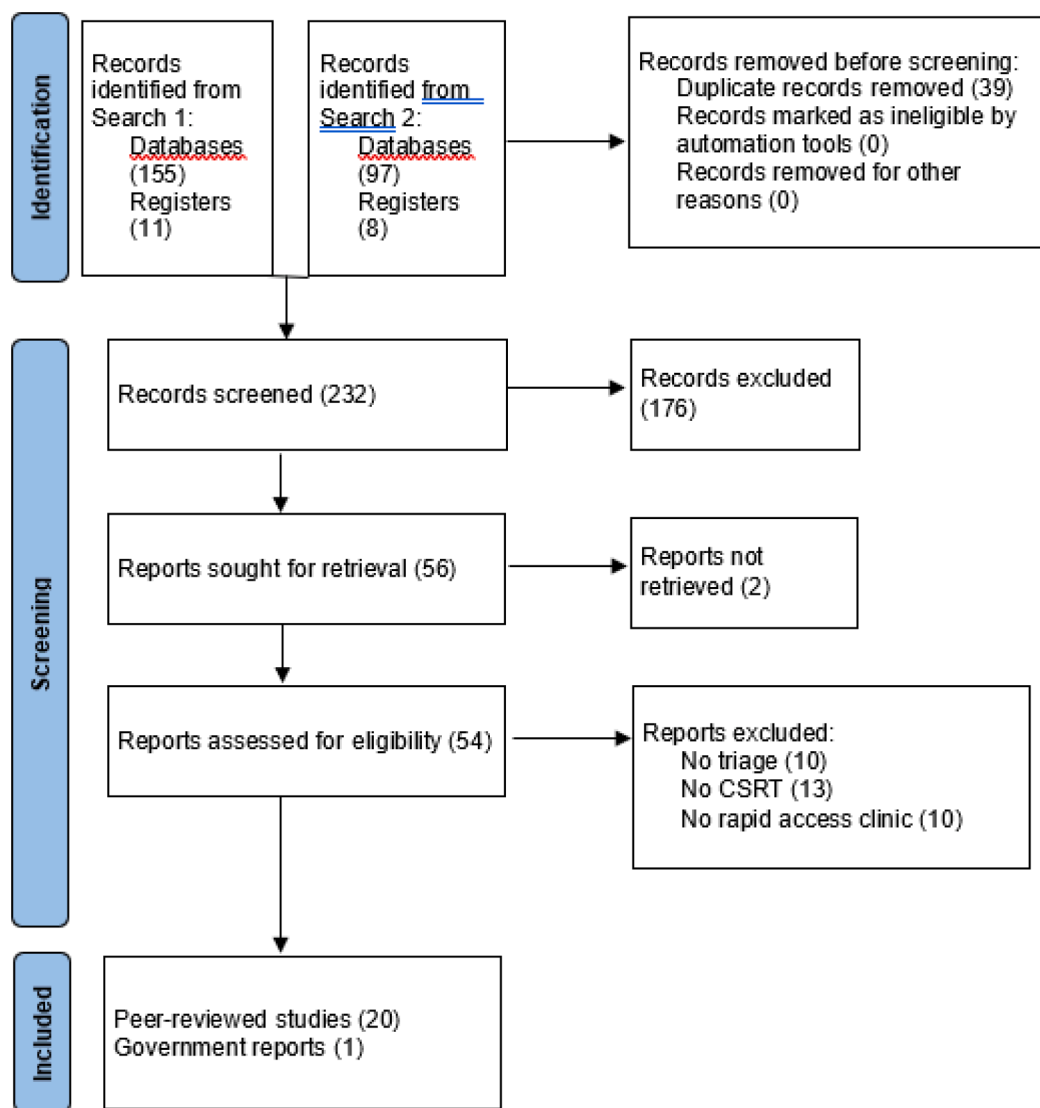 Identification
Records
identified from
Search 1:
Databases
(155)
Registers
(11)
Records
identified from
Search 2:
Databases
(97)
Registers
(8)
Records removed before screening:
Duplicate records removed (39)
Records marked as ineligible by
automation tools (0)
Records removed for other
reasons (0)
Screening
Records screened (232)
Records excluded
(176)
Reports sought for retrieval (56)
Reports not
retrieved (2)
Reports assessed for eligibility (54)
Reports excluded:
No triage (10)
No CSRT (13)
No rapid access clinic (10)
Included
Peer-reviewed studies (20)
Government reports (1)